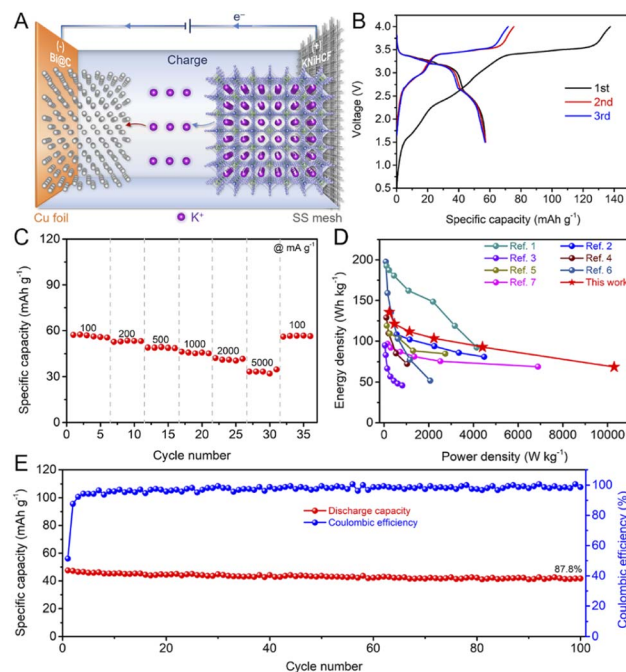 A
e⁻
(-)
Bi@C
Charge
(+)
KNiHCF
Cu foil
K⁺
SS mesh
B
Voltage (V)
4.0
3.5
3.0
2.5
2.0
1.5
1.0
0.5
1st
2nd
3rd
0 20 40 60 80 100 120 140
Specific capacity (mAh g⁻¹)
C
@ mA g⁻¹
Specific capacity (mAh g⁻¹)
120
90
60
30
0
100
200
500
1000
2000
5000
100
0 5 10 15 20 25 30 35
Cycle number
D
Energy density (Wh kg⁻¹)
200
150
100
50
0
Ref. 1 Ref. 2
Ref. 3 Ref. 4
Ref. 5 Ref. 6
Ref. 7 This work
0 2000 4000 6000 8000 10000
Power density (W kg⁻¹)
E
Specific capacity (mAh g⁻¹)
120
100
80
60
40
20
0
Discharge capacity
Coulombic efficiency
87.8%
100
80
60
40
20
0
Coulombic efficiency (%)
0 20 40 60 80 100
Cycle number